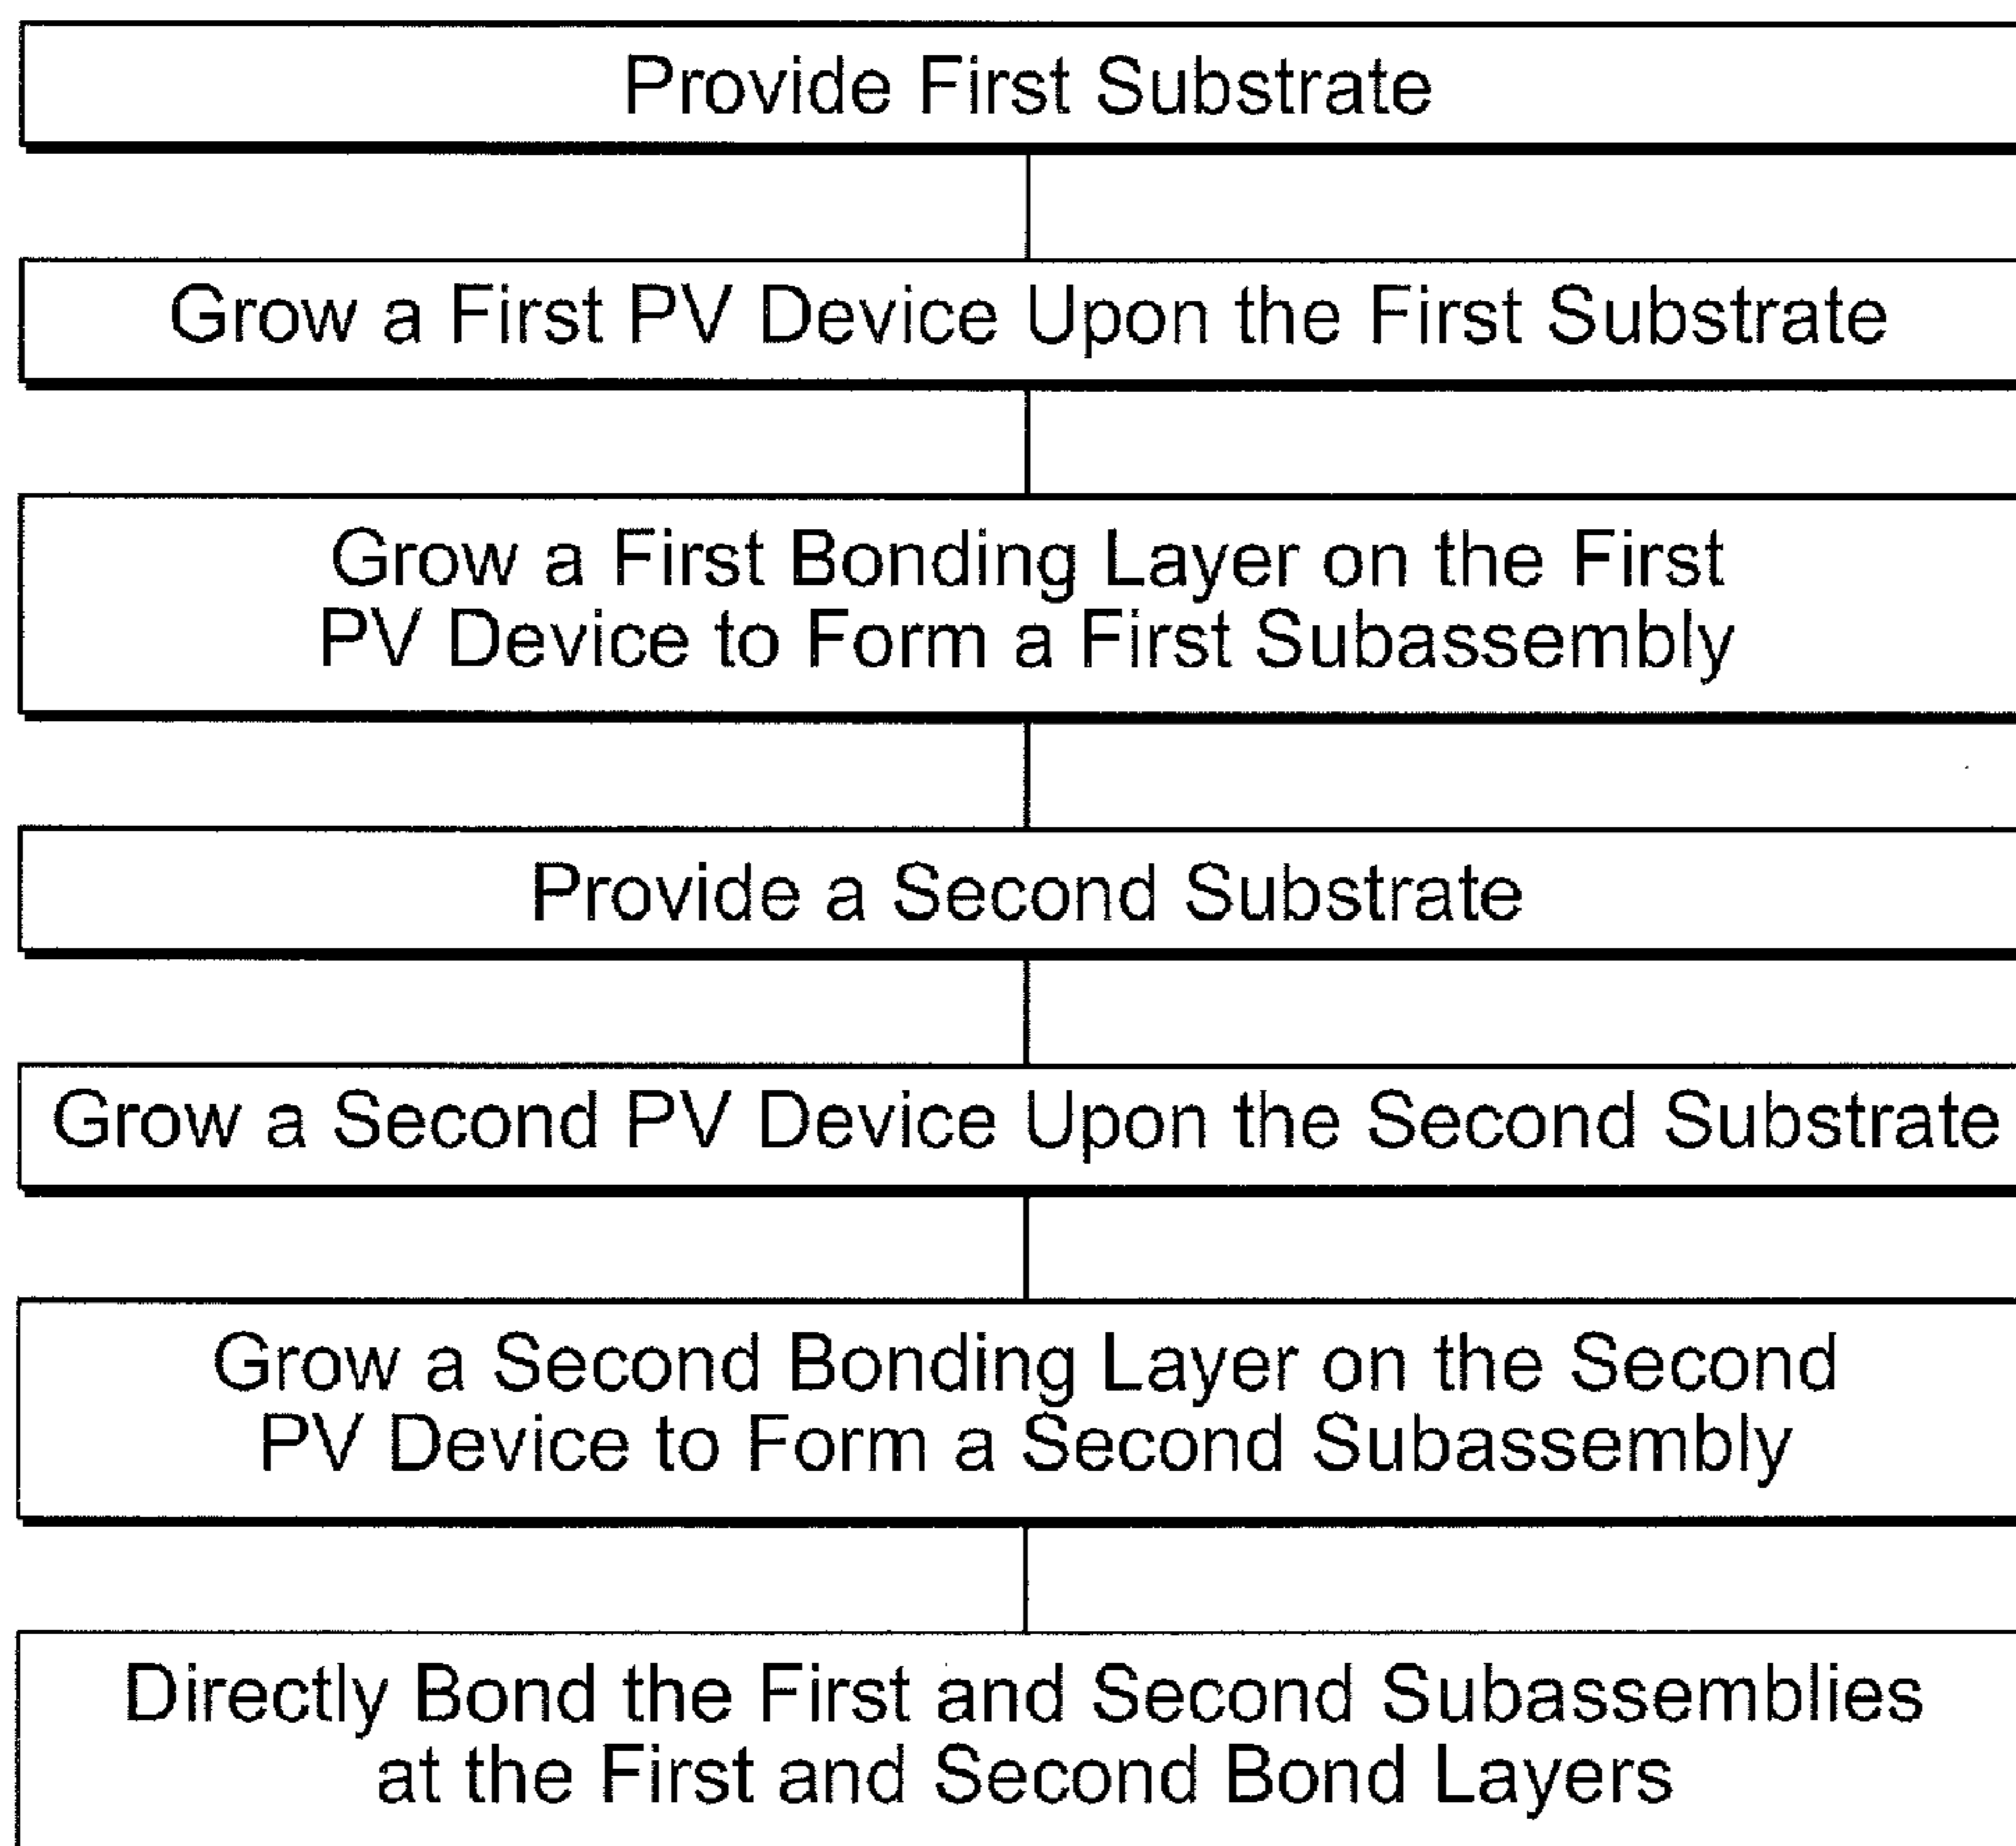 Provide First Substrate
Grow a First PV Device Upon the First Substrate
Grow a First Bonding Layer on the First
PV Device to Form a First Subassembly
Provide a Second Substrate
Grow a Second PV Device Upon the Second Substrate
Grow a Second Bonding Layer on the Second
PV Device to Form a Second Subassembly
Directly Bond the First and Second Subassemblies
at the First and Second Bond Layers